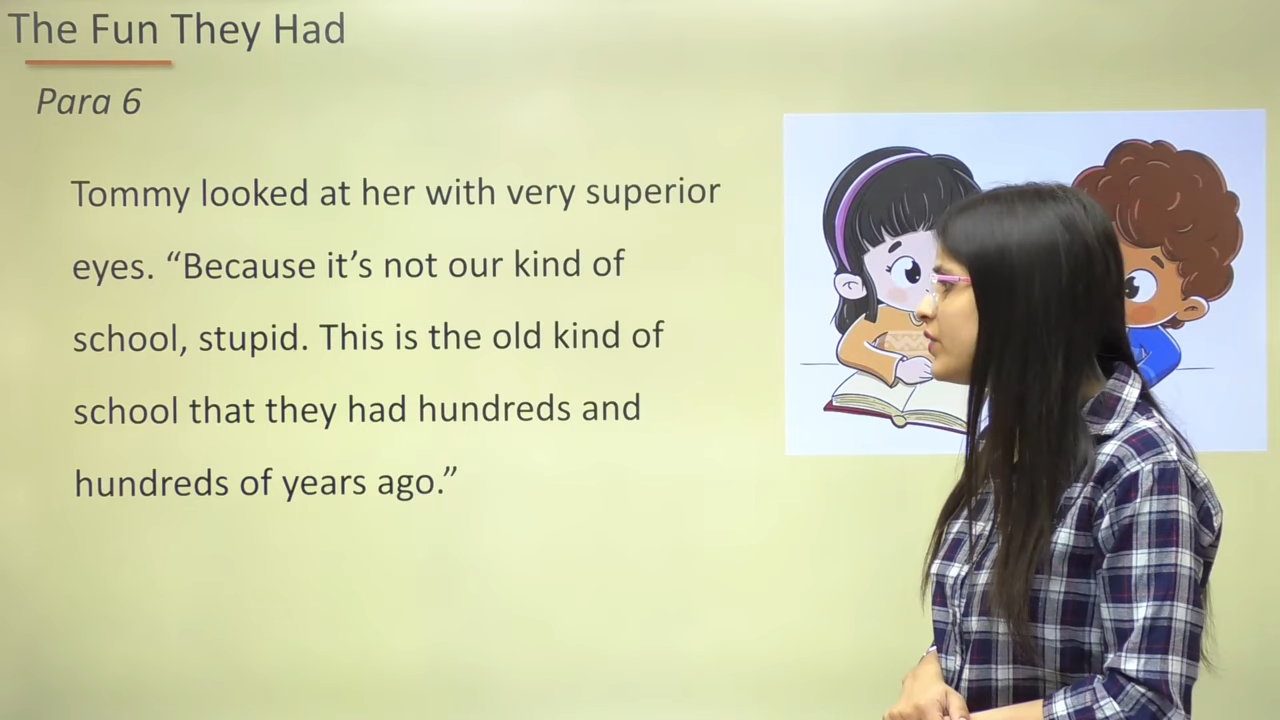 The Fun They Had
Para 6
Tommy looked at her with very superior
eyes. “Because it’s not our kind of
school, stupid. This is the old kind of
school that they had hundreds and
hundreds of years ago.”